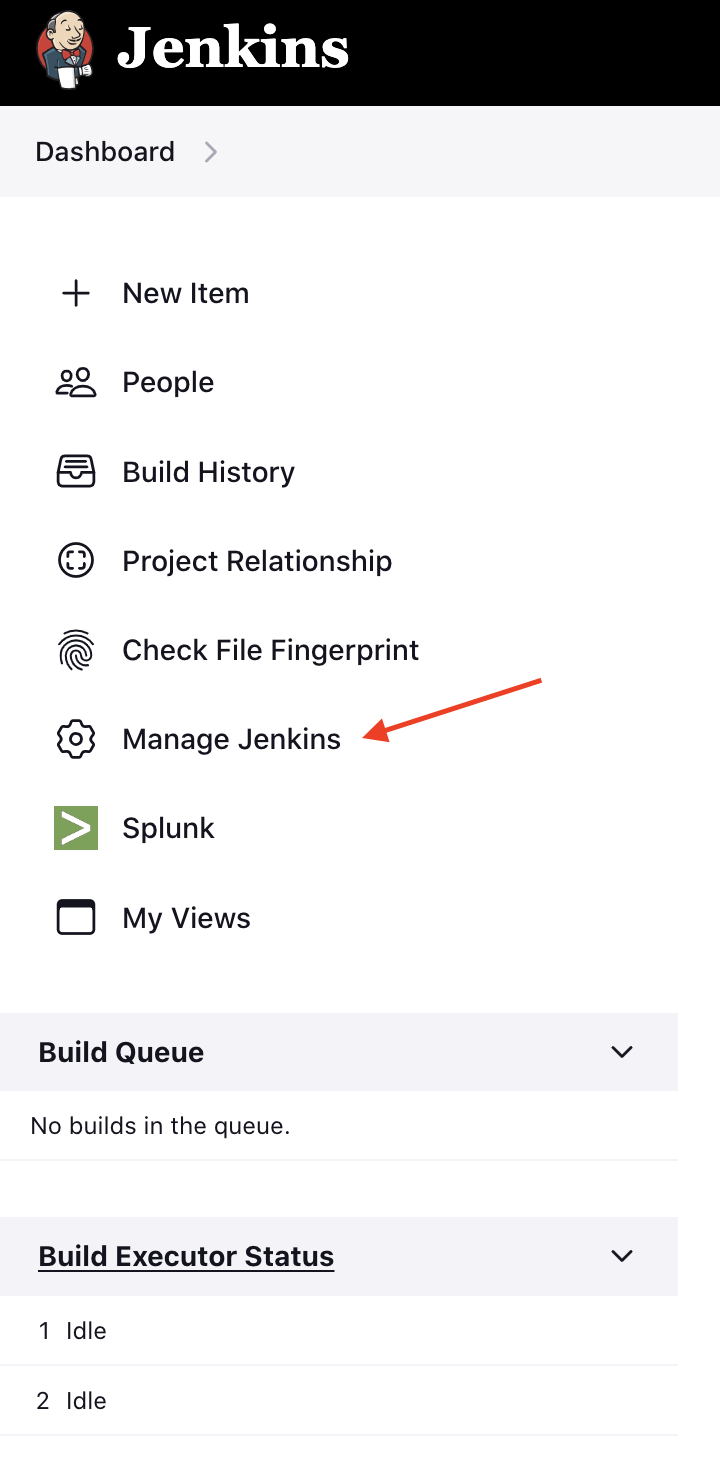 Jenkins
Dashboard
New Item
People
Build History
Project Relationship
Check File Fingerprint
Manage Jenkins
Splunk
My Views
Build Queue
No builds in the queue.
Build Executor Status
1 Idle
2 Idle